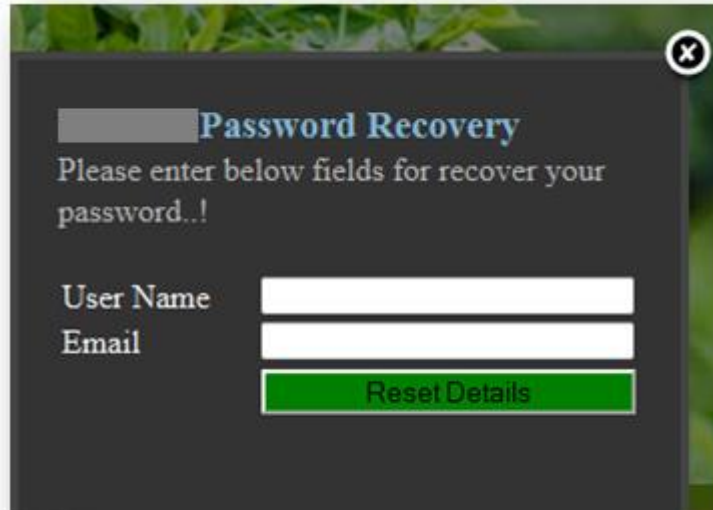 Password Recovery
Please enter below fields for recover your
password..!
User Name
Email
Reset Details